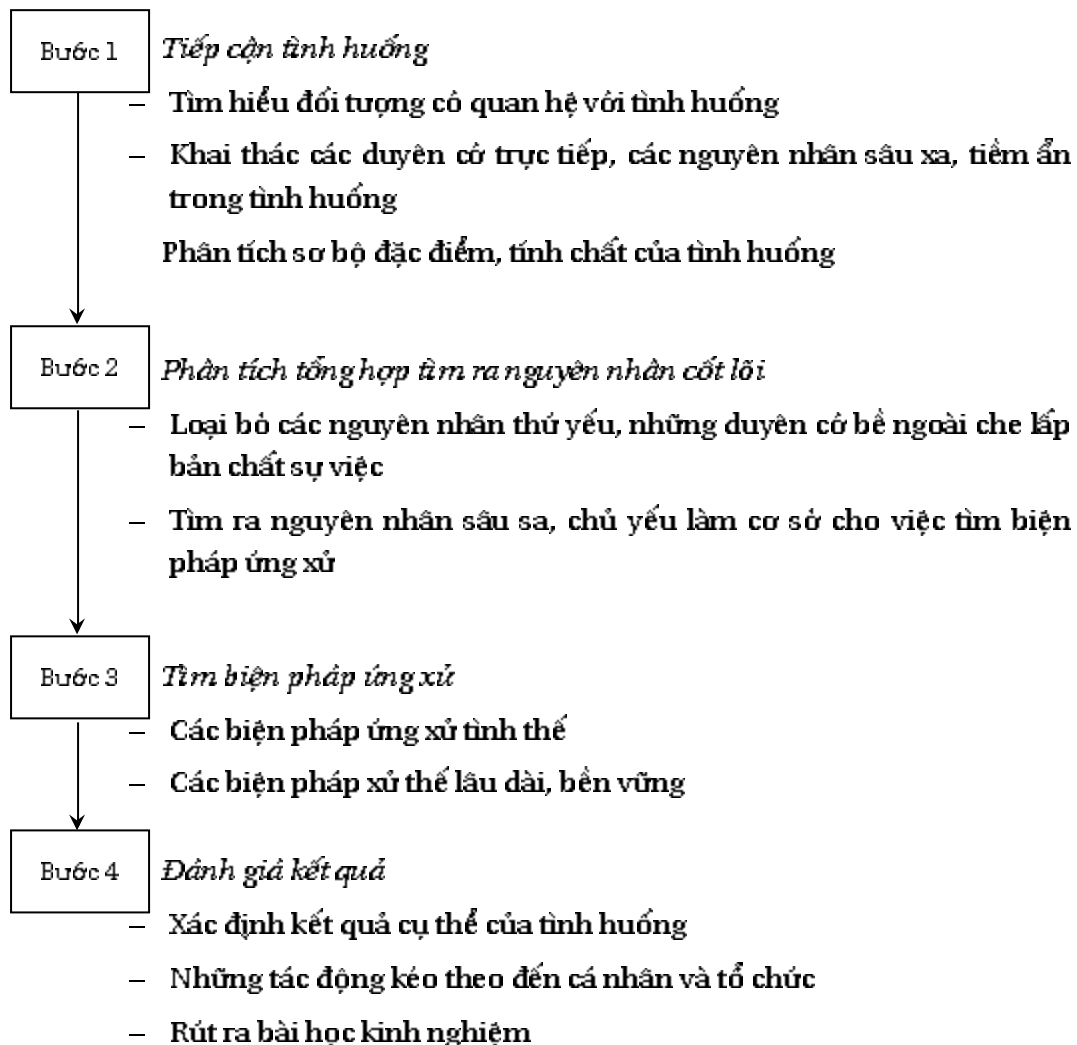 Bước 1
Tiếp cận tình huống
– Tìm hiểu đối tượng có quan hệ với tình huống
– Khai thác các duyên cớ trực tiếp, các nguyên nhân sâu xa, tiềm ẩn
trong tình huống
Phân tích sơ bộ đặc điểm, tính chất của tình huống
Bước 2
Phân tích tổng hợp tìm ra nguyên nhân cốt lõi
– Loại bỏ các nguyên nhân thứ yếu, những duyên cớ bề ngoài che lấp
bản chất sự việc
– Tìm ra nguyên nhân sâu sa, chủ yếu làm cơ sở cho việc tìm biện
pháp ứng xử
Bước 3
Tìm biện pháp ứng xử
– Các biện pháp ứng xử tình thế
– Các biện pháp xử thế lâu dài, bền vững
Bước 4
Đánh giá kết quả
– Xác định kết quả cụ thể của tình huống
– Những tác động kéo theo đến cá nhân và tổ chức
– Rút ra bài học kinh nghiệm